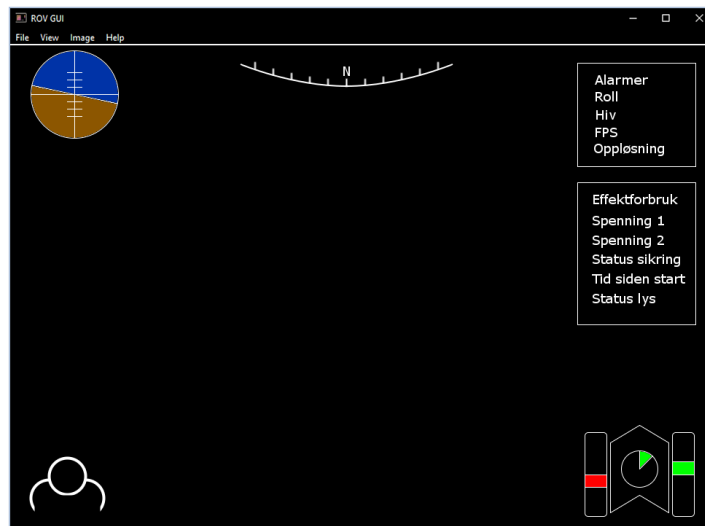 ROV GUI
File View Image Help
N
Alarmer
Roll
Hiv
FPS
Oppløsning
Effektforbruk
Spenning 1
Spenning 2
Status sikring
Tid siden start
Status lys